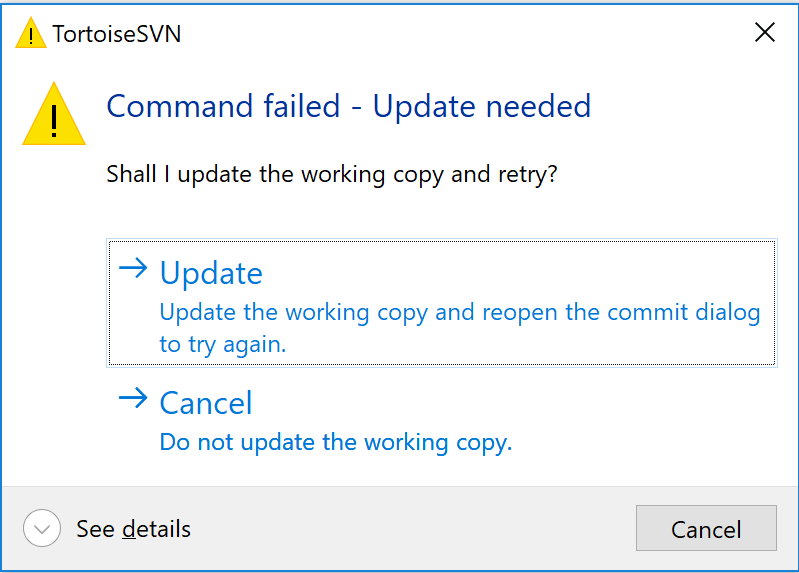 TortoiseSVN
Command failed - Update needed
Shall I update the working copy and retry?
Update
Update the working copy and reopen the commit dialog
to try again.
Cancel
Do not update the working copy.
See details
Cancel